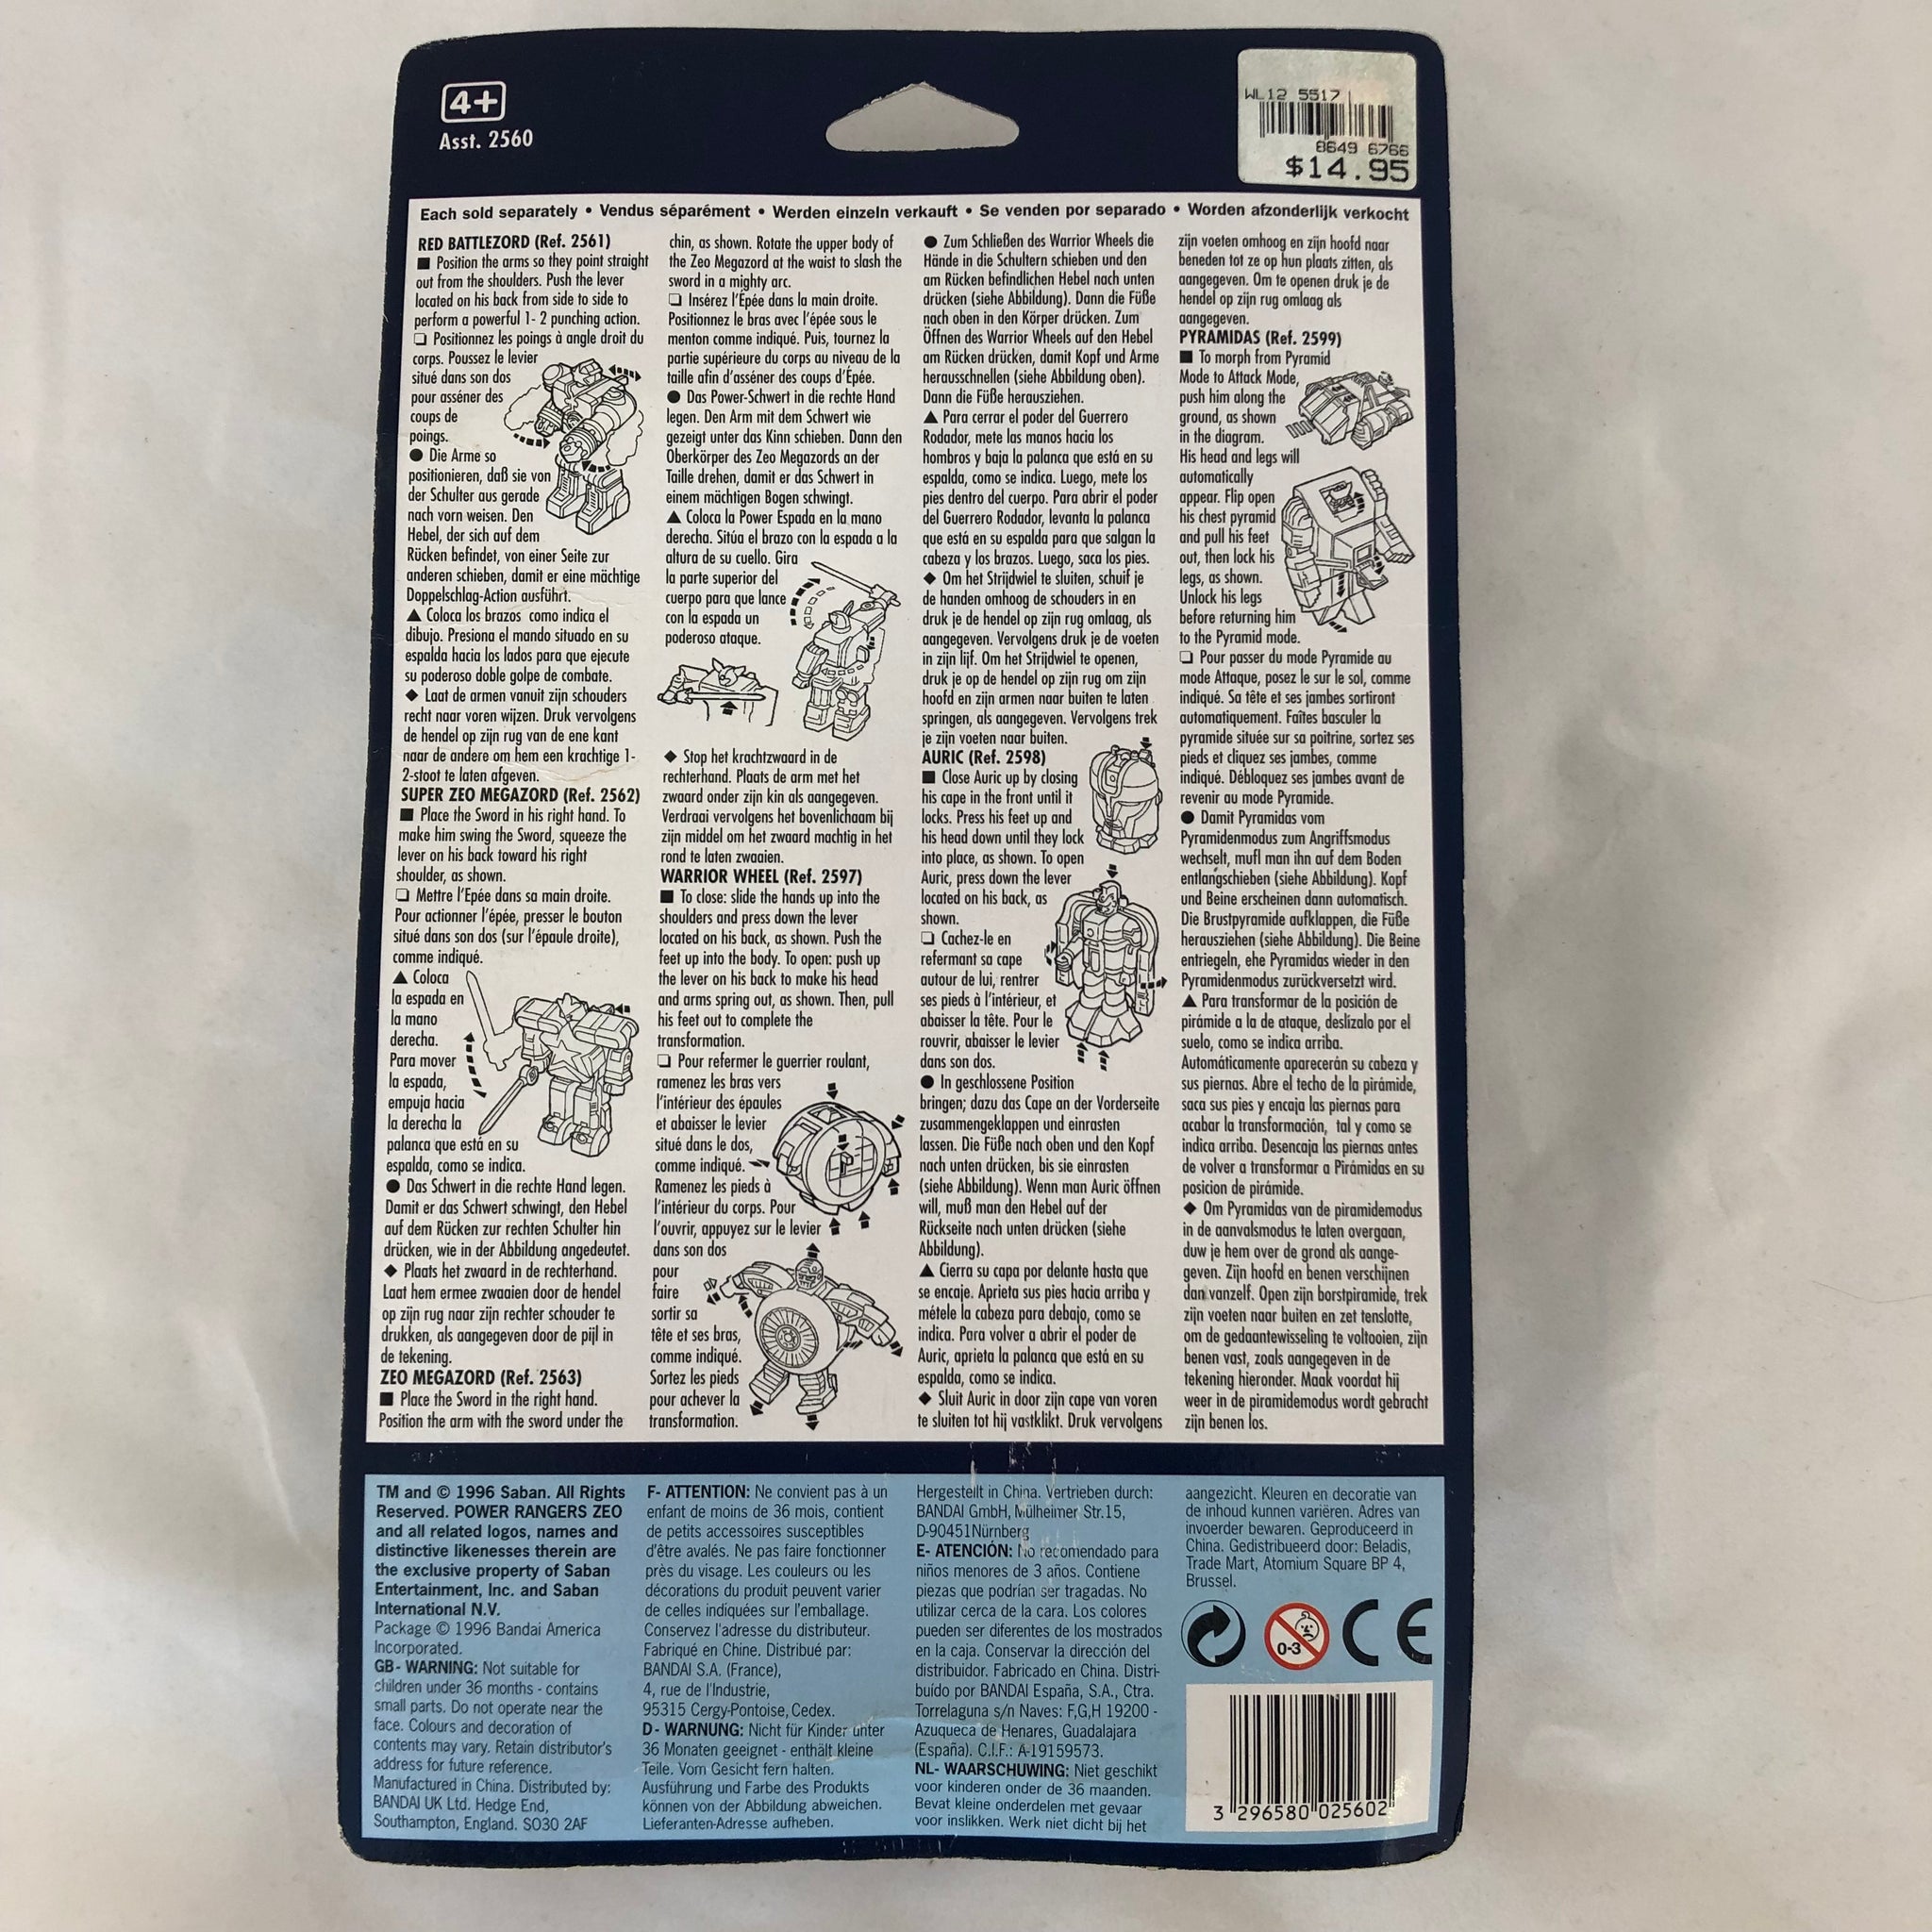 4+
Asst. 2560
WL12 5517
8649 6766
$14.95
Each sold separately • Vendus séparément • Werden einzeln verkauft • Se venden por separado • Worden afzonderlijk verkocht
RED BATTLEZORD (Ref. 2561)
■ Position the arms so they point straight
out from the shoulders. Push the lever
located on his back from side to side to
perform a powerful 1- 2 punching action.
❏ Positionnez les poings à angle droit du
corps. Poussez le levier
situé dans son dos
pour asséner des
coups de
poings.
● Die Arme so
positionieren, daß sie von
der Schulter aus gerade
nach vorn weisen. Den
Hebel, der sich auf dem
Rücken befindet, von einer Seite zur
anderen schieben, damit er eine mächtige
Doppelschlag-Action ausführt.
▲ Coloca los brazos como indica el
dibujo. Presiona el mando situado en su
espalda hacia los lados para que ejecute
su poderoso doble golpe de combate.
◆ Laat de armen vanuit zijn schouders
recht naar voren wijzen. Druk vervolgens
de hendel op zijn rug van de ene kant
naar de andere om hem een krachtige 1-
2-stoot te laten afgeven.
SUPER ZEO MEGAZORD (Ref. 2562)
■ Place the Sword in his right hand. To
make him swing the Sword, squeeze the
lever on his back toward his right
shoulder, as shown.
❏ Mettre l'Epée dans sa main droite.
Pour actionner l'épée, presser le bouton
situé dans son dos (sur l'épaule droite),
comme indiqué.
▲ Coloca
la espada en
la mano
derecha.
Para mover
la espada,
empuja hacia
la derecha la
palanca que está en su
espalda, como se indica.
● Das Schwert in die rechte Hand legen.
Damit er das Schwert schwingt, den Hebel
auf dem Rücken zur rechten Schulter hin
drücken, wie in der Abbildung angedeutet.
◆ Plaats het zwaard in de rechterhand.
Laat hem ermee zwaaien door de hendel
op zijn rug naar zijn rechter schouder te
drukken, als aangegeven door de pijl in
de tekening.
ZEO MEGAZORD (Ref. 2563)
■ Place the Sword in the right hand.
Position the arm with the sword under the
chin, as shown. Rotate the upper body of
the Zeo Megazord at the waist to slash the
sword in a mighty arc.
❏ Insérez l'Épée dans la main droite.
Positionnez le bras avec l'épée sous le
menton comme indiqué. Puis, tournez la
partie supérieure du corps au niveau de la
taille afin d'asséner des coups d'Épée.
● Das Power-Schwert in die rechte Hand
legen. Den Arm mit dem Schwert wie
gezeigt unter das Kinn schieben. Dann den
Oberkörper des Zeo Megazords an der
Taille drehen, damit er das Schwert in
einem mächtigen Bogen schwingt.
▲ Coloca la Power Espada en la mano
derecha. Sitúa el brazo con la espada a la
altura de su cuello. Gira
la parte superior del
cuerpo para que lance
con la espada un
poderoso ataque.
◆ Stop het krachtzwaard in de
rechterhand. Plaats de arm met het
zwaard onder zijn kin als aangegeven.
Verdraai vervolgens het bovenlichaam bij
zijn middel om het zwaard machtig in het
rond te laten zwaaien.
WARRIOR WHEEL (Ref. 2597)
■ To close: slide the hands up into the
shoulders and press down the lever
located on his back, as shown. Push the
feet up into the body. To open: push up
the lever on his back to make his head
and arms spring out, as shown. Then, pull
his feet out to complete the
transformation.
❏ Pour refermer le guerrier roulant,
ramenez les bras vers
l'intérieur des épaules
et abaisser le levier
situé dans le dos,
comme indiqué.
Ramenez les pieds à
l'intérieur du corps. Pour
l'ouvrir, appuyez sur le levier
dans son dos
pour
faire
sortir sa
tête et ses bras,
comme indiqué.
Sortez les pieds
pour achever la
transformation.
● Zum Schließen des Warrior Wheels die
Hände in die Schultern schieben und den
am Rücken befindlichen Hebel nach unten
drücken (siehe Abbildung). Dann die Füße
nach oben in den Körper drücken. Zum
Öffnen des Warrior Wheels auf den Hebel
am Rücken drücken, damit Kopf und Arme
herausschnellen (siehe Abbildung oben).
Dann die Füße herausziehen.
▲ Para cerrar el poder del Guerrero
Rodador, mete las manos hacia los
hombros y baja la palanca que está en su
espalda, como se indica. Luego, mete los
pies dentro del cuerpo. Para abrir el poder
del Guerrero Rodador, levanta la palanca
que está en su espalda para que salgan la
cabeza y los brazos. Luego, saca los pies.
◆ Om het Strijdwiel te sluiten, schuif je
de handen omhoog de schouders in en
druk je de hendel op zijn rug omlaag, als
aangegeven. Vervolgens druk je de voeten
in zijn lijf. Om het Strijdwiel te openen,
druk je op de hendel op zijn rug om zijn
hoofd en zijn armen naar buiten te laten
springen, als aangegeven. Vervolgens trek
je zijn voeten naar buiten.
AURIC (Ref. 2598)
■ Close Auric up by closing
his cape in the front until it
locks. Press his feet up and
his head down until they lock
into place, as shown. To open
Auric, press down the lever
located on his back, as
shown.
❏ Cachez-le en
refermant sa cape
autour de lui, rentrer
ses pieds à l'intérieur, et
abaisser la tête. Pour le
rouvrir, abaisser le levier
dans son dos.
● In geschlossene Position
bringen; dazu das Cape an der Vorderseite
zusammengeklappen und einrasten
lassen. Die Füße nach oben und den Kopf
nach unten drücken, bis sie einrasten
(siehe Abbildung). Wenn man Auric öffnen
will, muß man den Hebel auf der
Rückseite nach unten drücken (siehe
Abbildung).
▲ Cierra su capa por delante hasta que
se encaje. Aprieta sus pies hacia arriba y
métele la cabeza para debajo, como se
indica. Para volver a abrir el poder de
Auric, aprieta la palanca que está en su
espalda, como se indica.
◆ Sluit Auric in door zijn cape van voren
te sluiten tot hij vastklikt. Druk vervolgens
zijn voeten omhoog en zijn hoofd naar
beneden tot ze op hun plaats zitten, als
aangegeven. Om te openen druk je de
hendel op zijn rug omlaag als
aangegeven.
PYRAMIDAS (Ref. 2599)
■ To morph from Pyramid
Mode to Attack Mode,
push him along the
ground, as shown
in the diagram.
His head and legs will
automatically
appear. Flip open
his chest pyramid
and pull his feet
out, then lock his
legs, as shown.
Unlock his legs
before returning him
to the Pyramid mode.
❏ Pour passer du mode Pyramide au
mode Attaque, posez le sur le sol, comme
indiqué. Sa tête et ses jambes sortiront
automatiquement. Faîtes basculer la
pyramide située sur sa poitrine, sortez ses
pieds et cliquez ses jambes, comme
indiqué. Débloquez ses jambes avant de
revenir au mode Pyramide.
● Damit Pyramidas vom
Pyramidenmodus zum Angriffsmodus
wechselt, mufl man ihn auf dem Boden
entlangschieben (siehe Abbildung). Kopf
und Beine erscheinen dann automatisch.
Die Brustpyramide aufklappen, die Füße
herausziehen (siehe Abbildung). Die Beine
entriegeln, ehe Pyramidas wieder in den
Pyramidenmodus zurückversetzt wird.
▲ Para transformar de la posición de
pirámide a la de ataque, deslízalo por el
suelo, como se indica arriba.
Automáticamente aparecerán su cabeza y
sus piernas. Abre el techo de la pirámide,
saca sus pies y encaja las piernas para
acabar la transformación, tal y como se
indica arriba. Desencaja las piernas antes
de volver a transformar a Pirámidas en su
posicion de pirámide.
◆ Om Pyramidas van de piramidemodus
in de aanvalsmodus te laten overgaan,
duw je hem over de grond als aange-
geven. Zijn hoofd en benen verschijnen
dan vanzelf. Open zijn borstpiramide, trek
zijn voeten naar buiten en zet tenslotte,
om de gedaantewisseling te voltooien, zijn
benen vast, zoals aangegeven in de
tekening hieronder. Maak voordat hij
weer in de piramidemodus wordt gebracht
zijn benen los.
TM and © 1996 Saban. All Rights
Reserved. POWER RANGERS ZEO
and all related logos, names and
distinctive likenesses therein are
the exclusive property of Saban
Entertainment, Inc. and Saban
International N.V.
Package © 1996 Bandai America
Incorporated.
GB- WARNING: Not suitable for
children under 36 months - contains
small parts. Do not operate near the
face. Colours and decoration of
contents may vary. Retain distributor's
address for future reference.
Manufactured in China. Distributed by:
BANDAI UK Ltd. Hedge End,
Southampton, England. SO30 2AF
F- ATTENTION: Ne convient pas à un
enfant de moins de 36 mois, contient
de petits accessoires susceptibles
d'être avalés. Ne pas faire fonctionner
près du visage. Les couleurs ou les
décorations du produit peuvent varier
de celles indiquées sur l'emballage.
Conservez l'adresse du distributeur.
Fabriqué en Chine. Distribué par:
BANDAI S.A. (France),
4, rue de l'Industrie,
95315 Cergy-Pontoise, Cedex.
D- WARNUNG: Nicht für Kinder unter
36 Monaten geeignet - enthält kleine
Teile. Vom Gesicht fern halten.
Ausführung und Farbe des Produkts
können von der Abbildung abweichen.
Lieferanten-Adresse aufheben.
Hergestellt in China. Vertrieben durch:
BANDAI GmbH, Mülheimer Str.15,
D-90451Nürnberg
E- ATENCIÓN: No recomendado para
niños menores de 3 años. Contiene
piezas que podrían ser tragadas. No
utilizar cerca de la cara. Los colores
pueden ser diferentes de los mostrados
en la caja. Conservar la dirección del
distribuidor. Fabricado en China. Distri-
buído por BANDAI España, S.A., Ctra.
Torrelaguna s/n Naves: F,G,H 19200 -
Azuqueca de Henares, Guadalajara
(España). C.I.F.: A-19159573.
NL- WAARSCHUWING: Niet geschikt
voor kinderen onder de 36 maanden.
Bevat kleine onderdelen met gevaar
voor inslikken. Werk niet dicht bij het
aangezicht. Kleuren en decoratie van
de inhoud kunnen variëren. Adres van
invoerder bewaren. Geproduceerd in
China. Gedistribueerd door: Beladis,
Trade Mart, Atomium Square BP 4,
Brussel.
0-3
CE
3 296580 025602